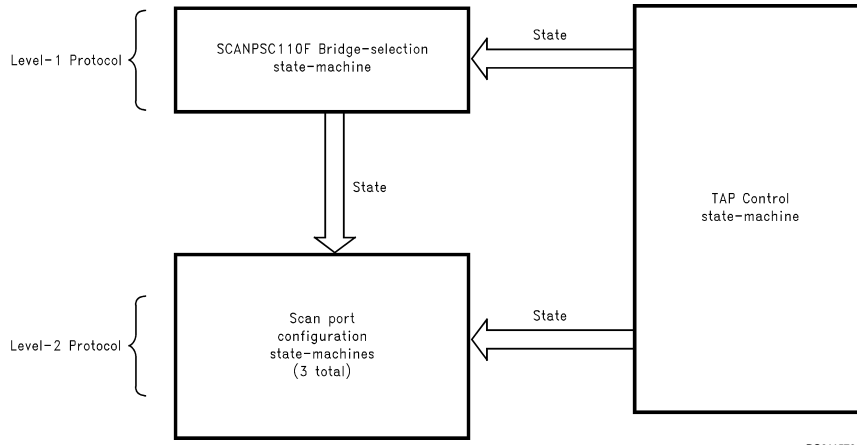 State
Level-1 Protocol
SCANPSC110F Bridge-selection
state-machine
State
TAP Control
state-machine
Level-2 Protocol
Scan port
configuration
state-machines
(3 total)
State